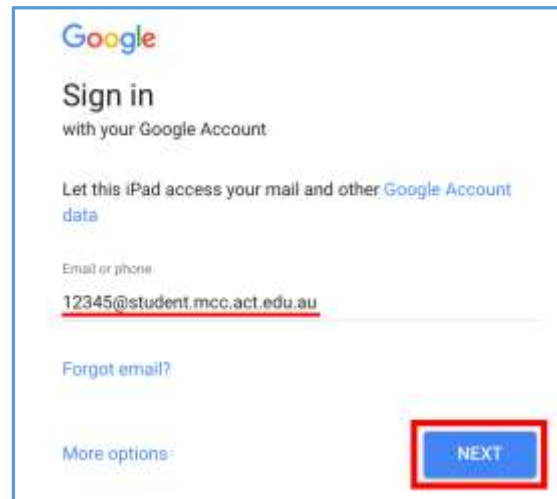 Google
Sign in
with your Google Account
Let this iPad access your mail and other Google Account
data
Email or phone
12345@student.mcc.act.edu.au
Forgot email?
More options
NEXT